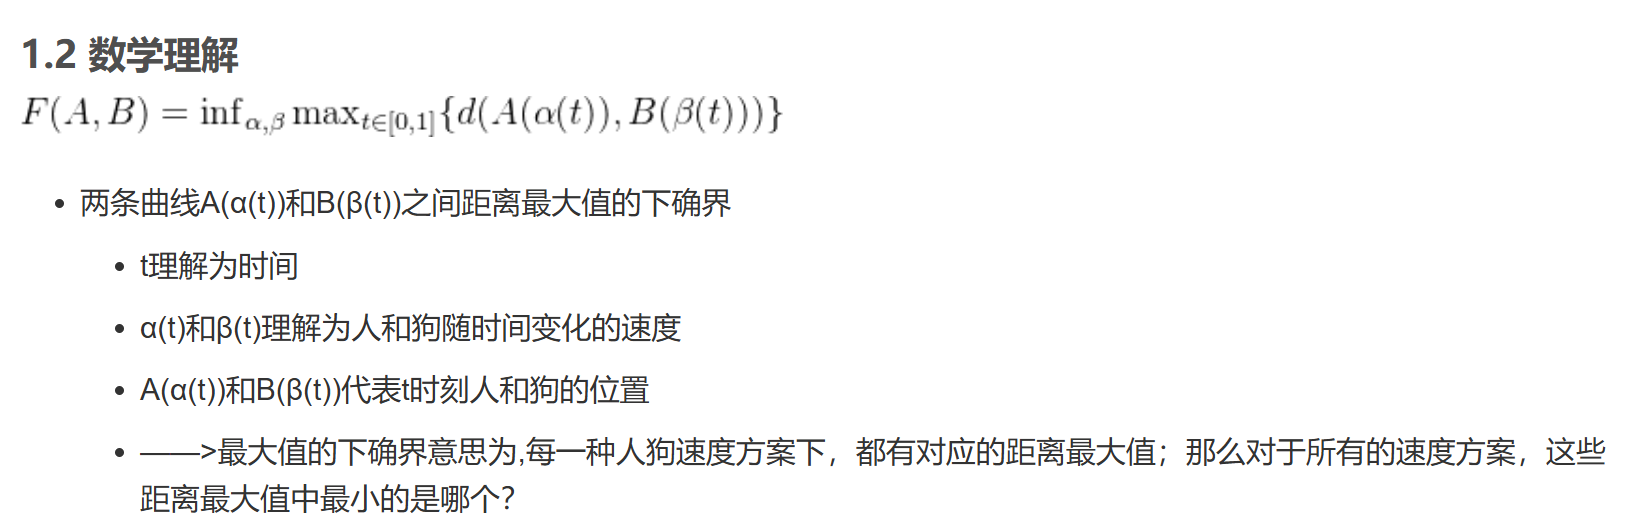 1.2 数学理解
F(A, B) = inf_{α,β} max_{t∈[0,1]}{d(A(α(t)), B(β(t)))}
• 两条曲线A(α(t))和B(β(t))之间距离最大值的下确界
• t理解为时间
• α(t)和β(t)理解为人和狗随时间变化的速度
• A(α(t))和B(β(t))代表t时刻人和狗的位置
• ——>最大值的下确界意思为,每一种人狗速度方案下，都有对应的距离最大值；那么对于所有的速度方案，这些
距离最大值中最小的是哪个？